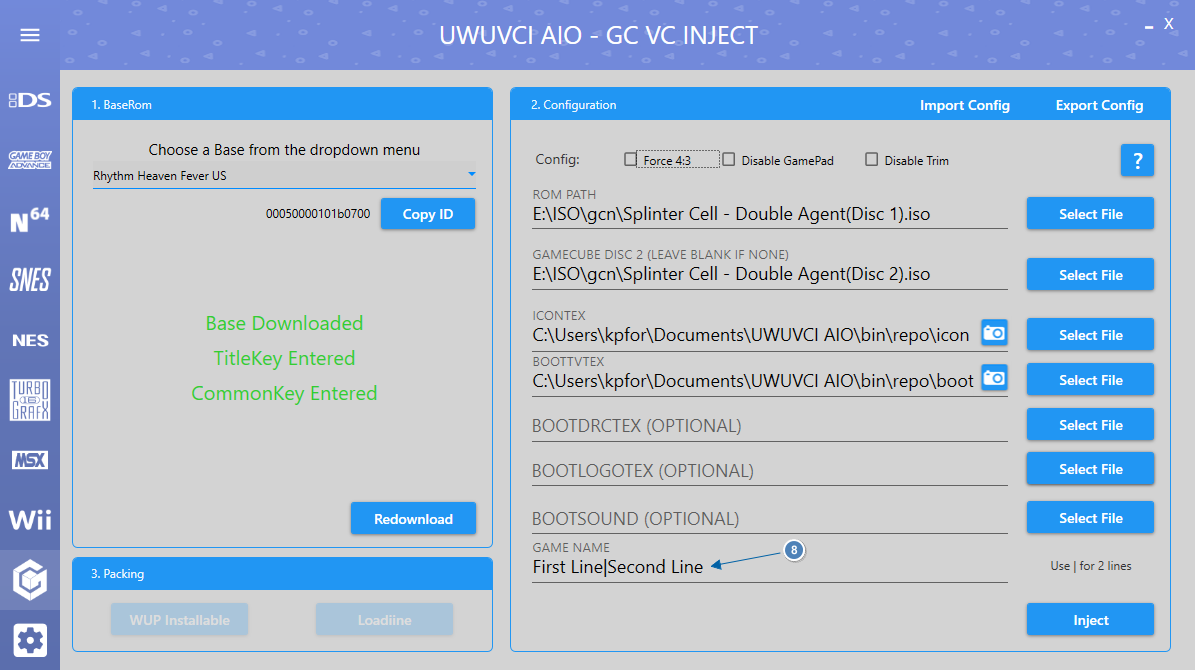 UWUVCI AIO - GC VC INJECT
X
DS
GAME BOY ADVANCE
N64
SNES
NES
TURBO GRAFX
MSX
Wii
1. BaseRom
Choose a Base from the dropdown menu
Rhythm Heaven Fever US
00050000101b0700
Copy ID
Base Downloaded
TitleKey Entered
CommonKey Entered
Redownload
3. Packing
WUP Installable
Loadiine
2. Configuration
Import Config
Export Config
Config:
Force 4:3
Disable GamePad
Disable Trim
?
ROM PATH
E:\ISO\gcn\Splinter Cell - Double Agent(Disc 1).iso
Select File
GAMECUBE DISC 2 (LEAVE BLANK IF NONE)
E:\ISO\gcn\Splinter Cell - Double Agent(Disc 2).iso
Select File
ICONTEX
C:\Users\kpfor\Documents\UWUVCI AIO\bin\repo\icon
Select File
BOOTTVTEX
C:\Users\kpfor\Documents\UWUVCI AIO\bin\repo\boot
Select File
BOOTDRCTEX (OPTIONAL)
Select File
BOOTLOGOTEX (OPTIONAL)
Select File
BOOTSOUND (OPTIONAL)
Select File
GAME NAME
First Line|Second Line
8
Use | for 2 lines
Inject